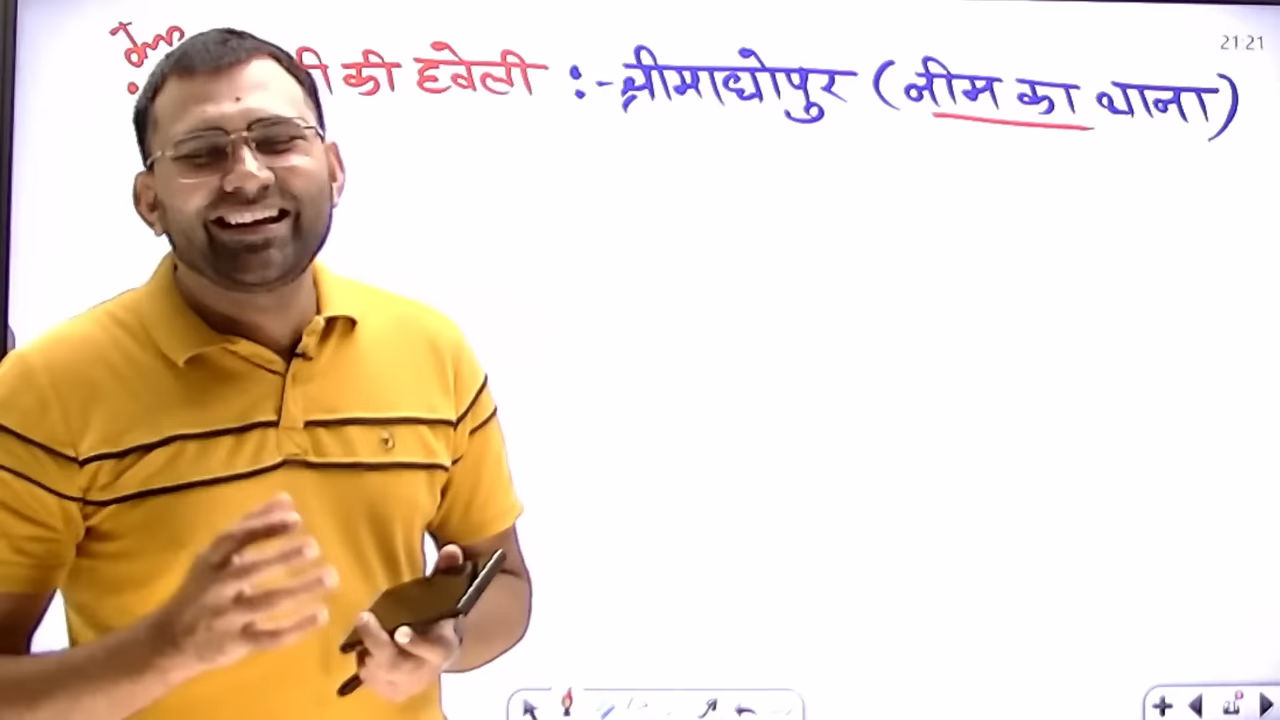 21:21
की हवेली :- श्रीमाधोपुर (नीम का थाना)